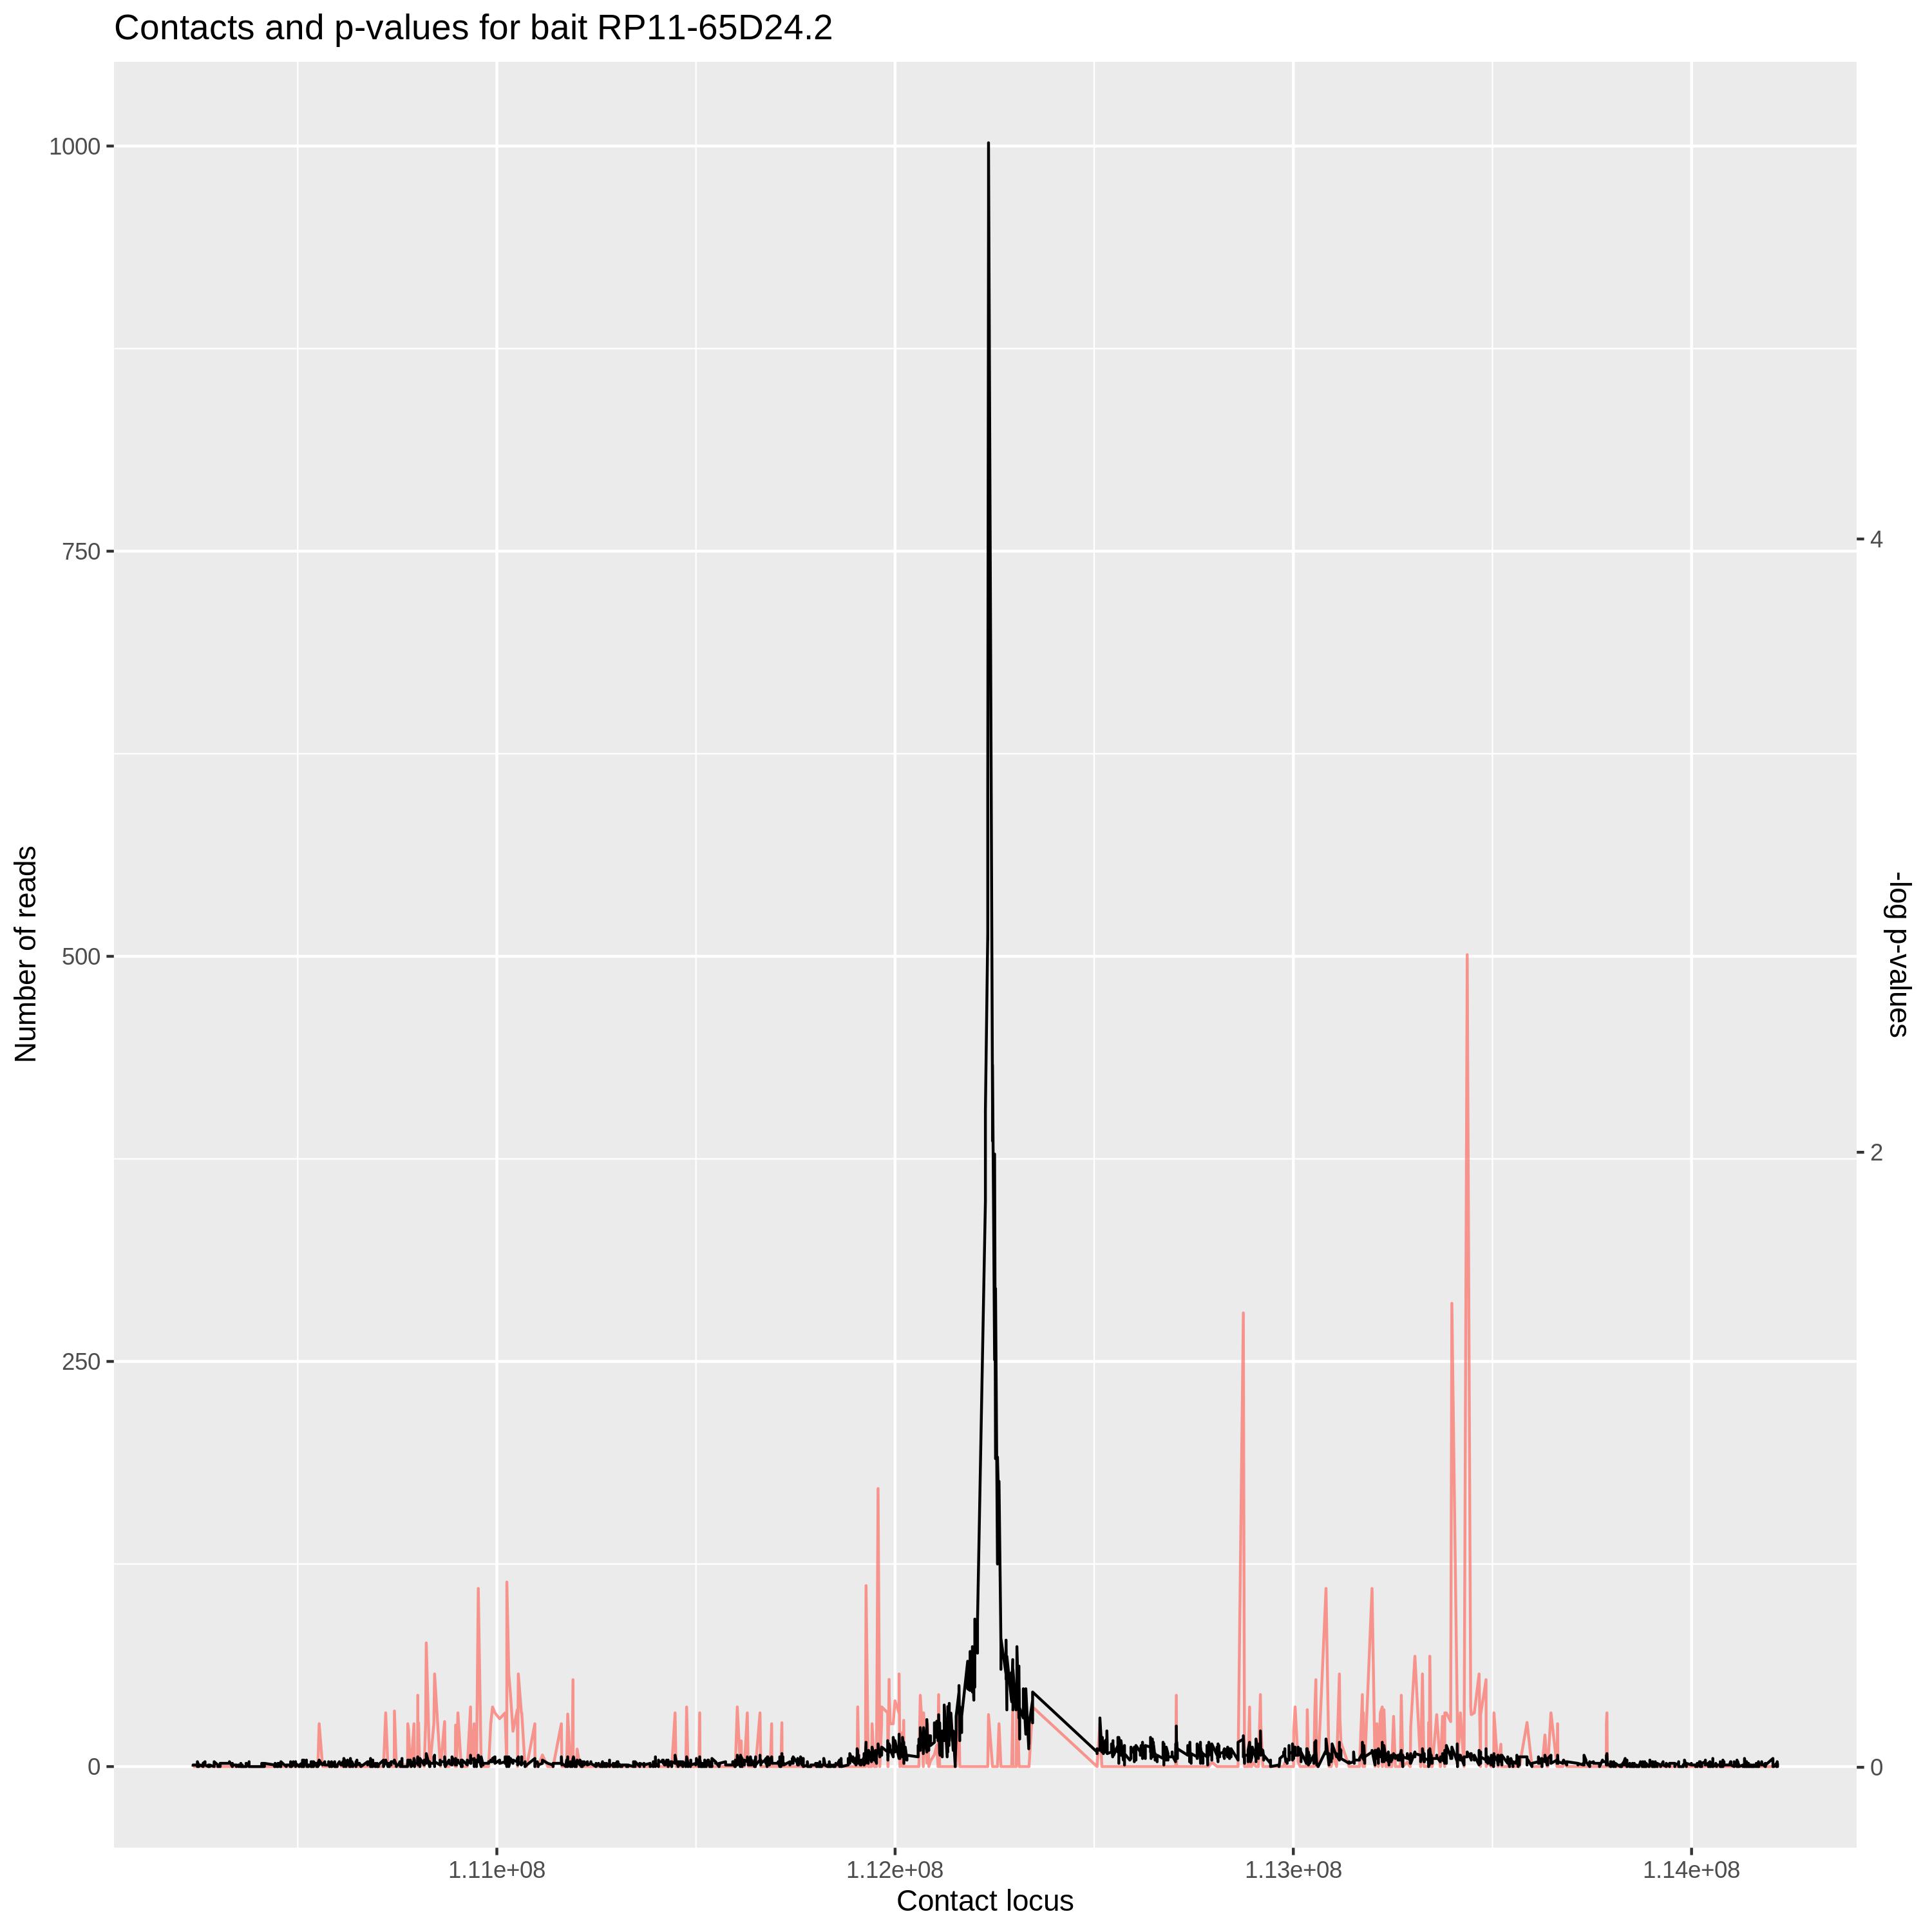 Contacts and p-values for bait RP11-65D24.2
1000
750
500
250
0
Number of reads
4
2
0
-log p-values
1.11e+08
1.12e+08
1.13e+08
1.14e+08
Contact locus